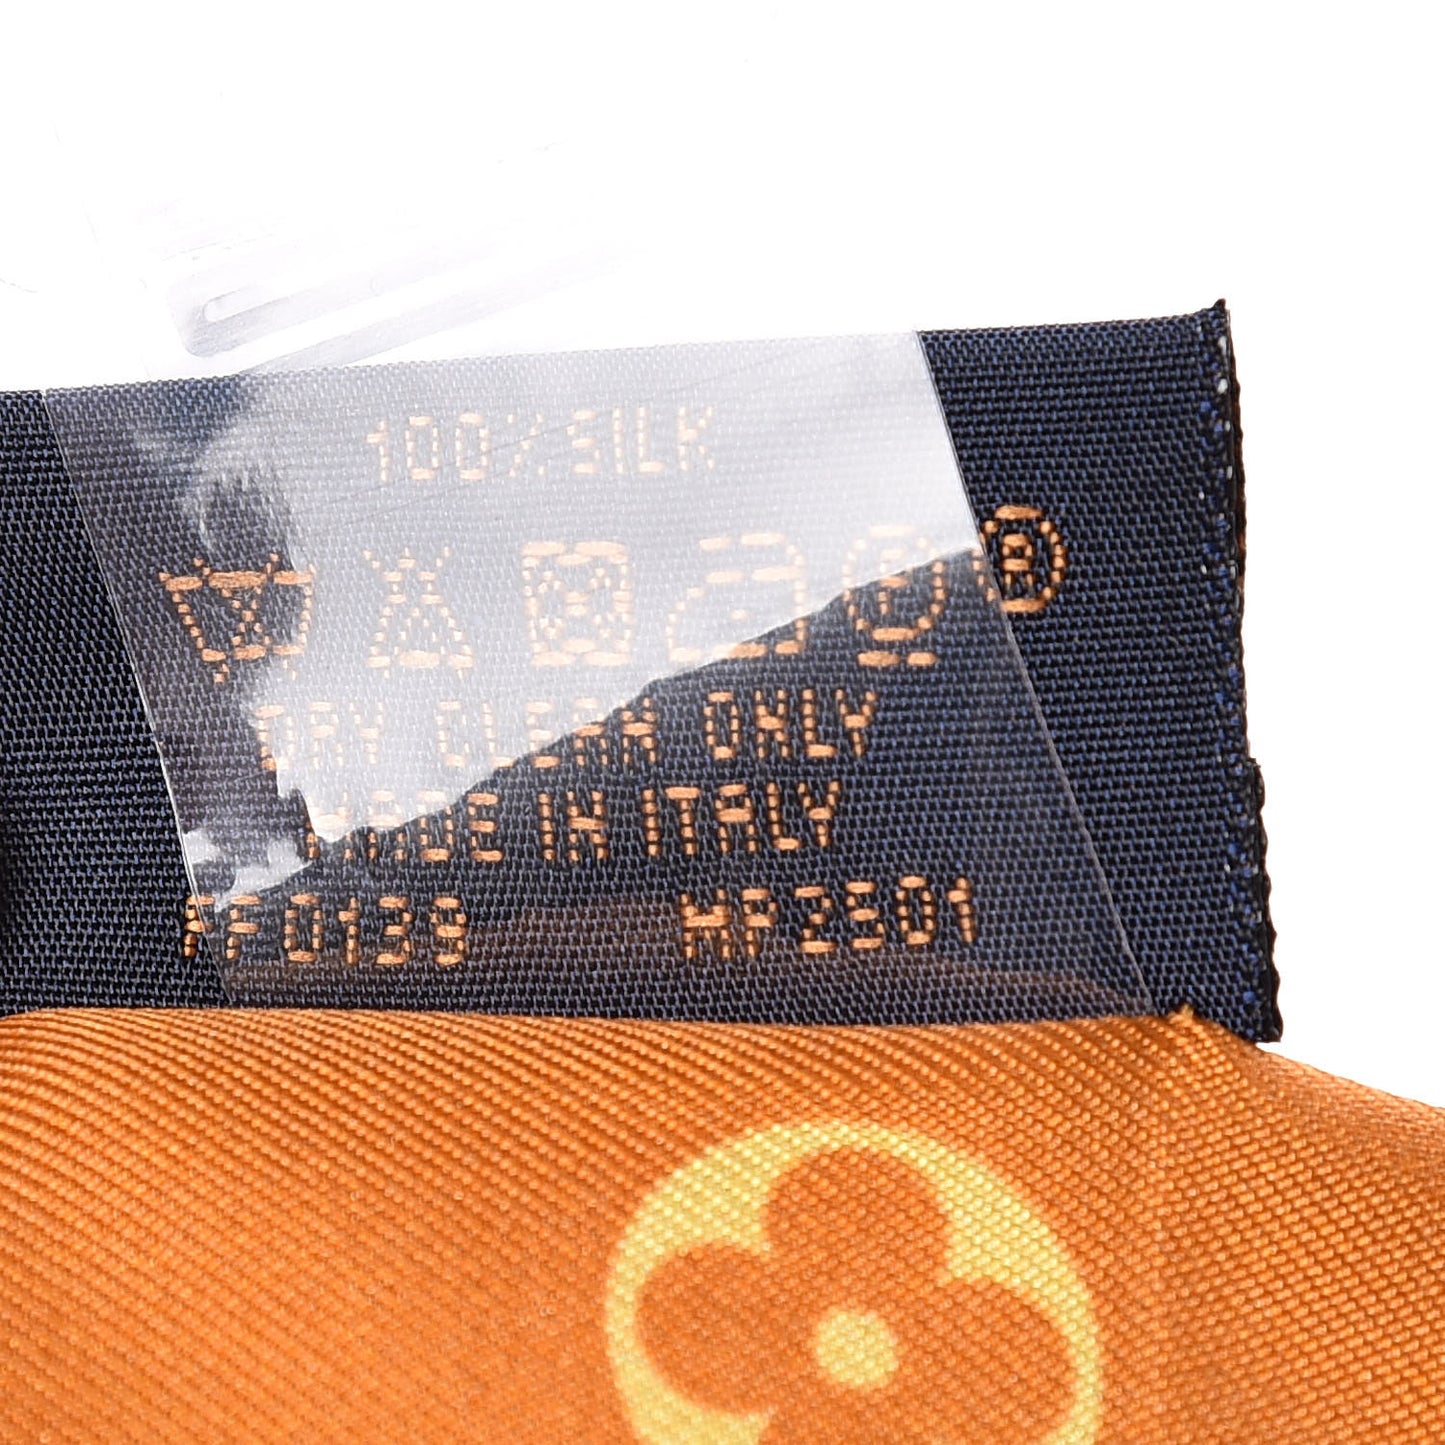 100% SILK
P ®
DRY CLEAN ONLY
MADE IN ITALY
FF0139 MP2501